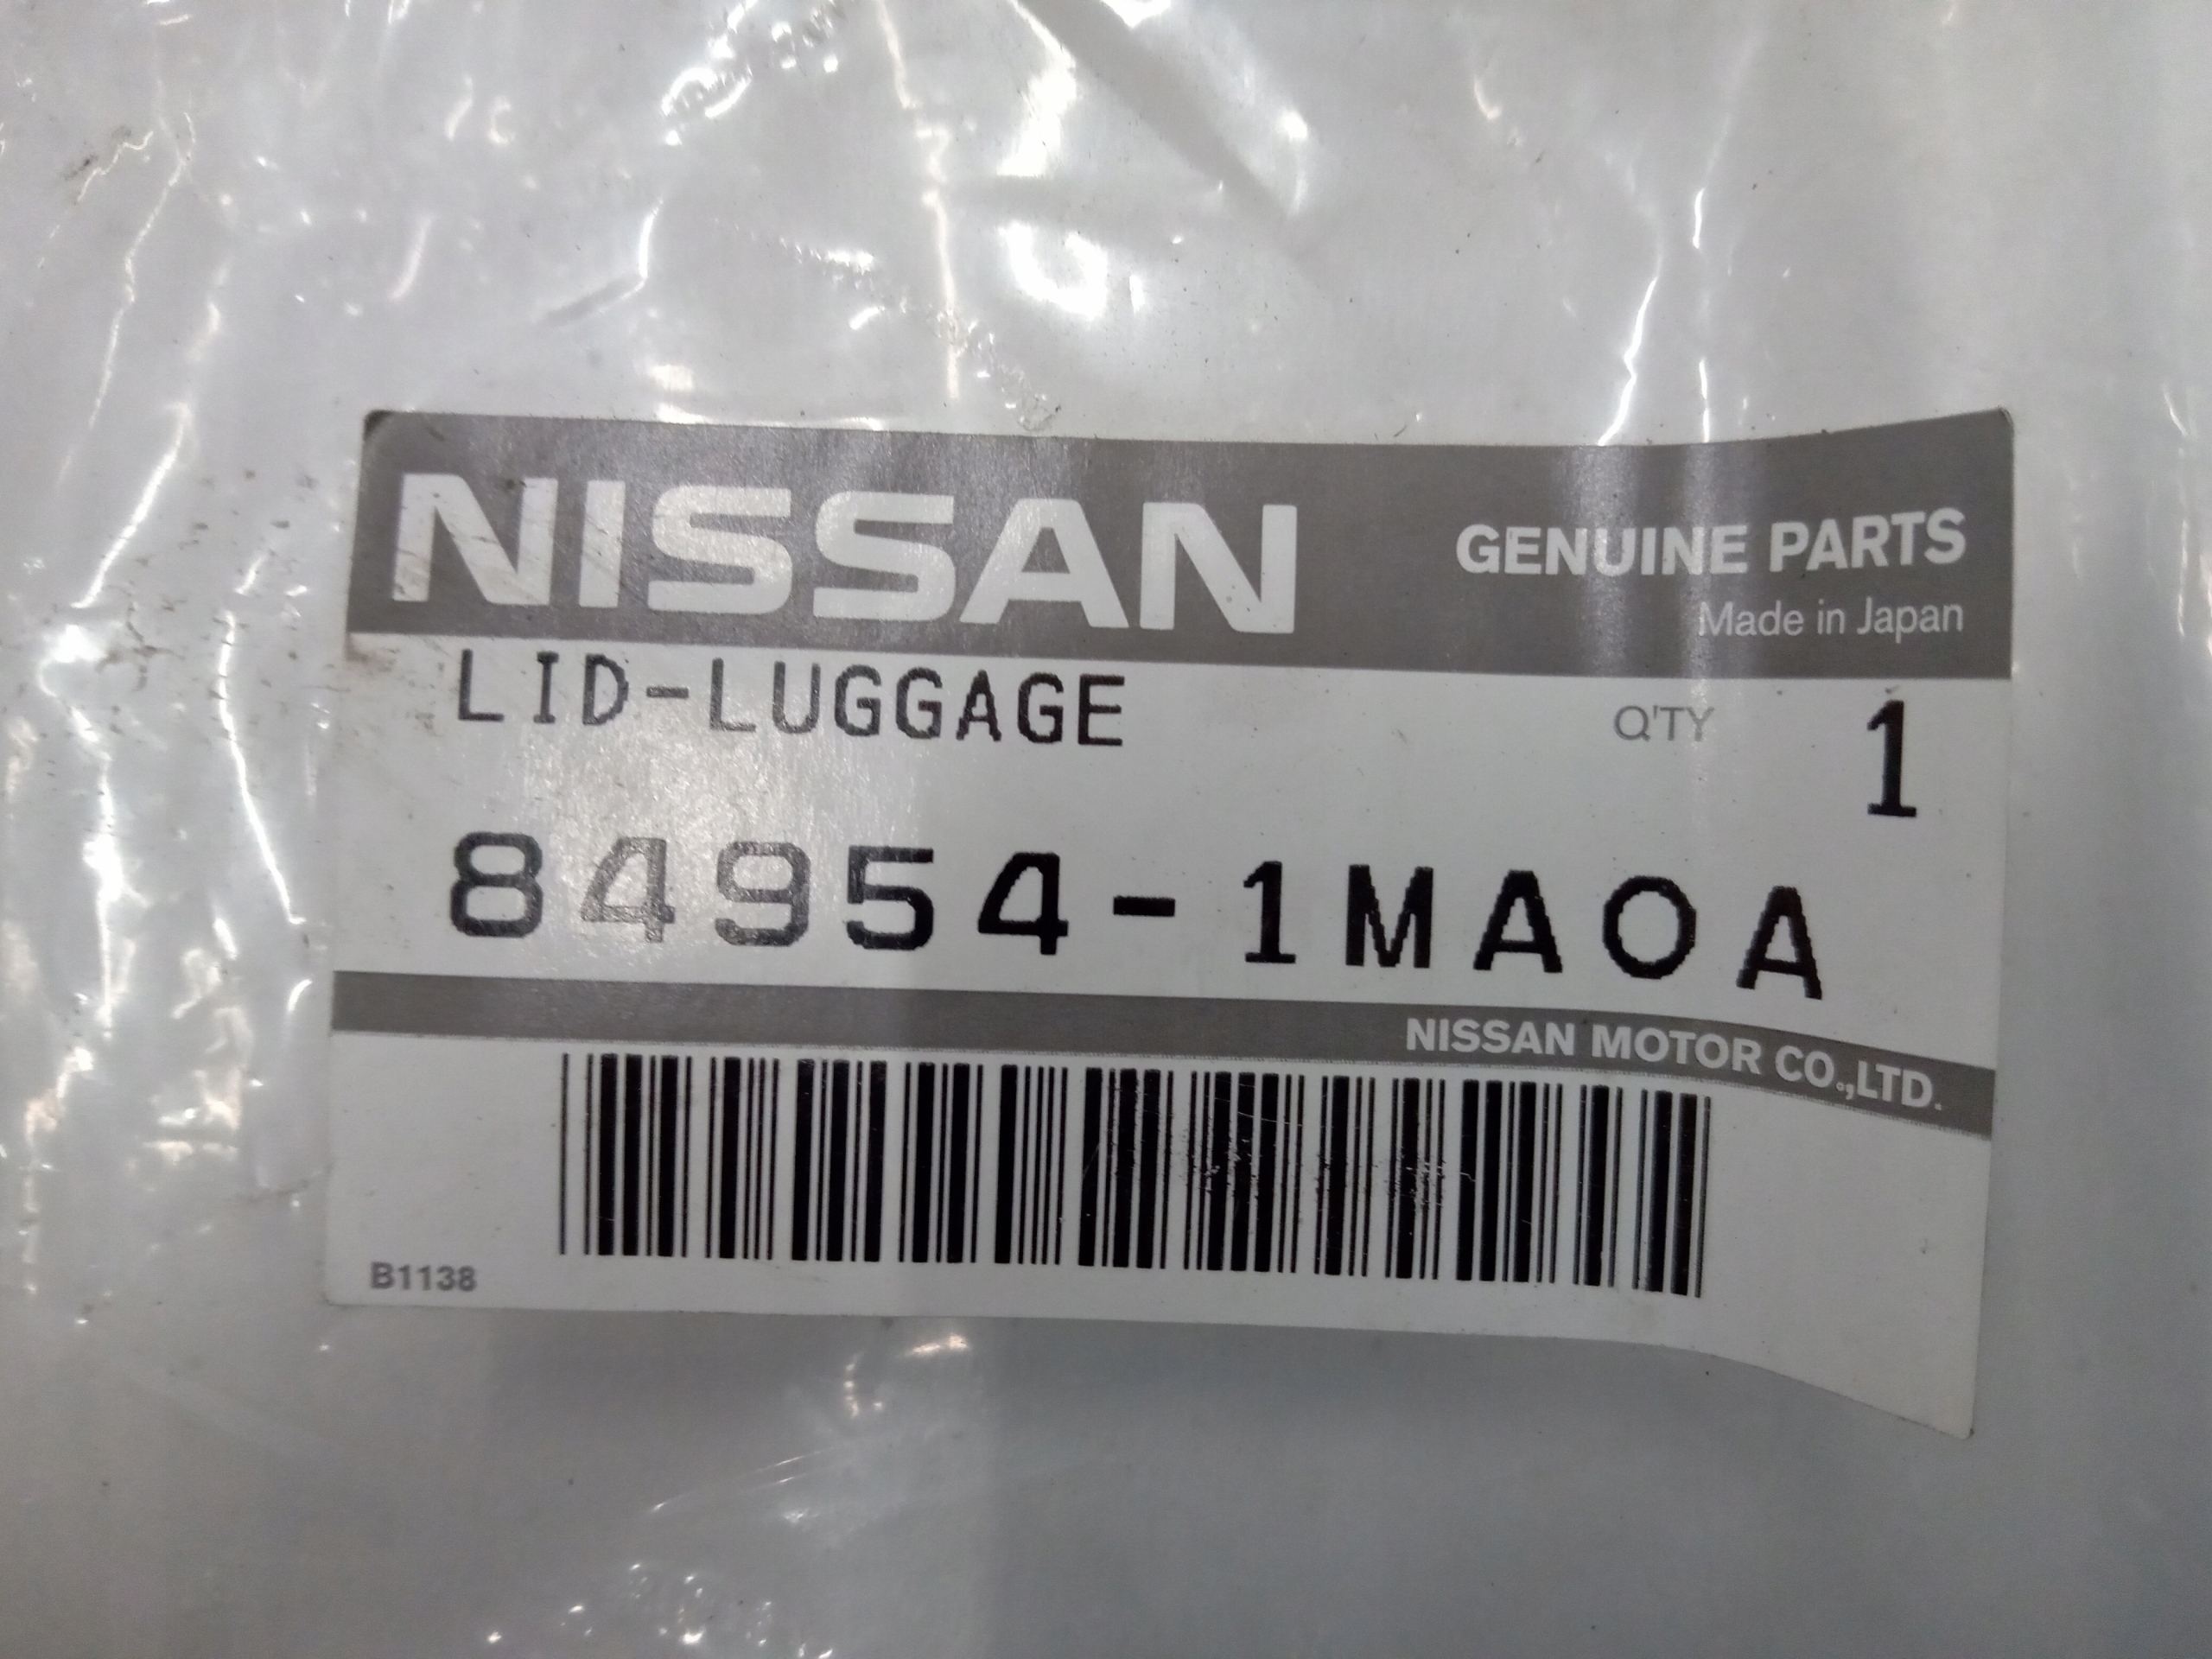 NISSAN
GENUINE PARTS
Made in Japan
LID-LUGGAGE
Q'TY 1
84954-1MA0A
NISSAN MOTOR CO.,LTD.
B1138